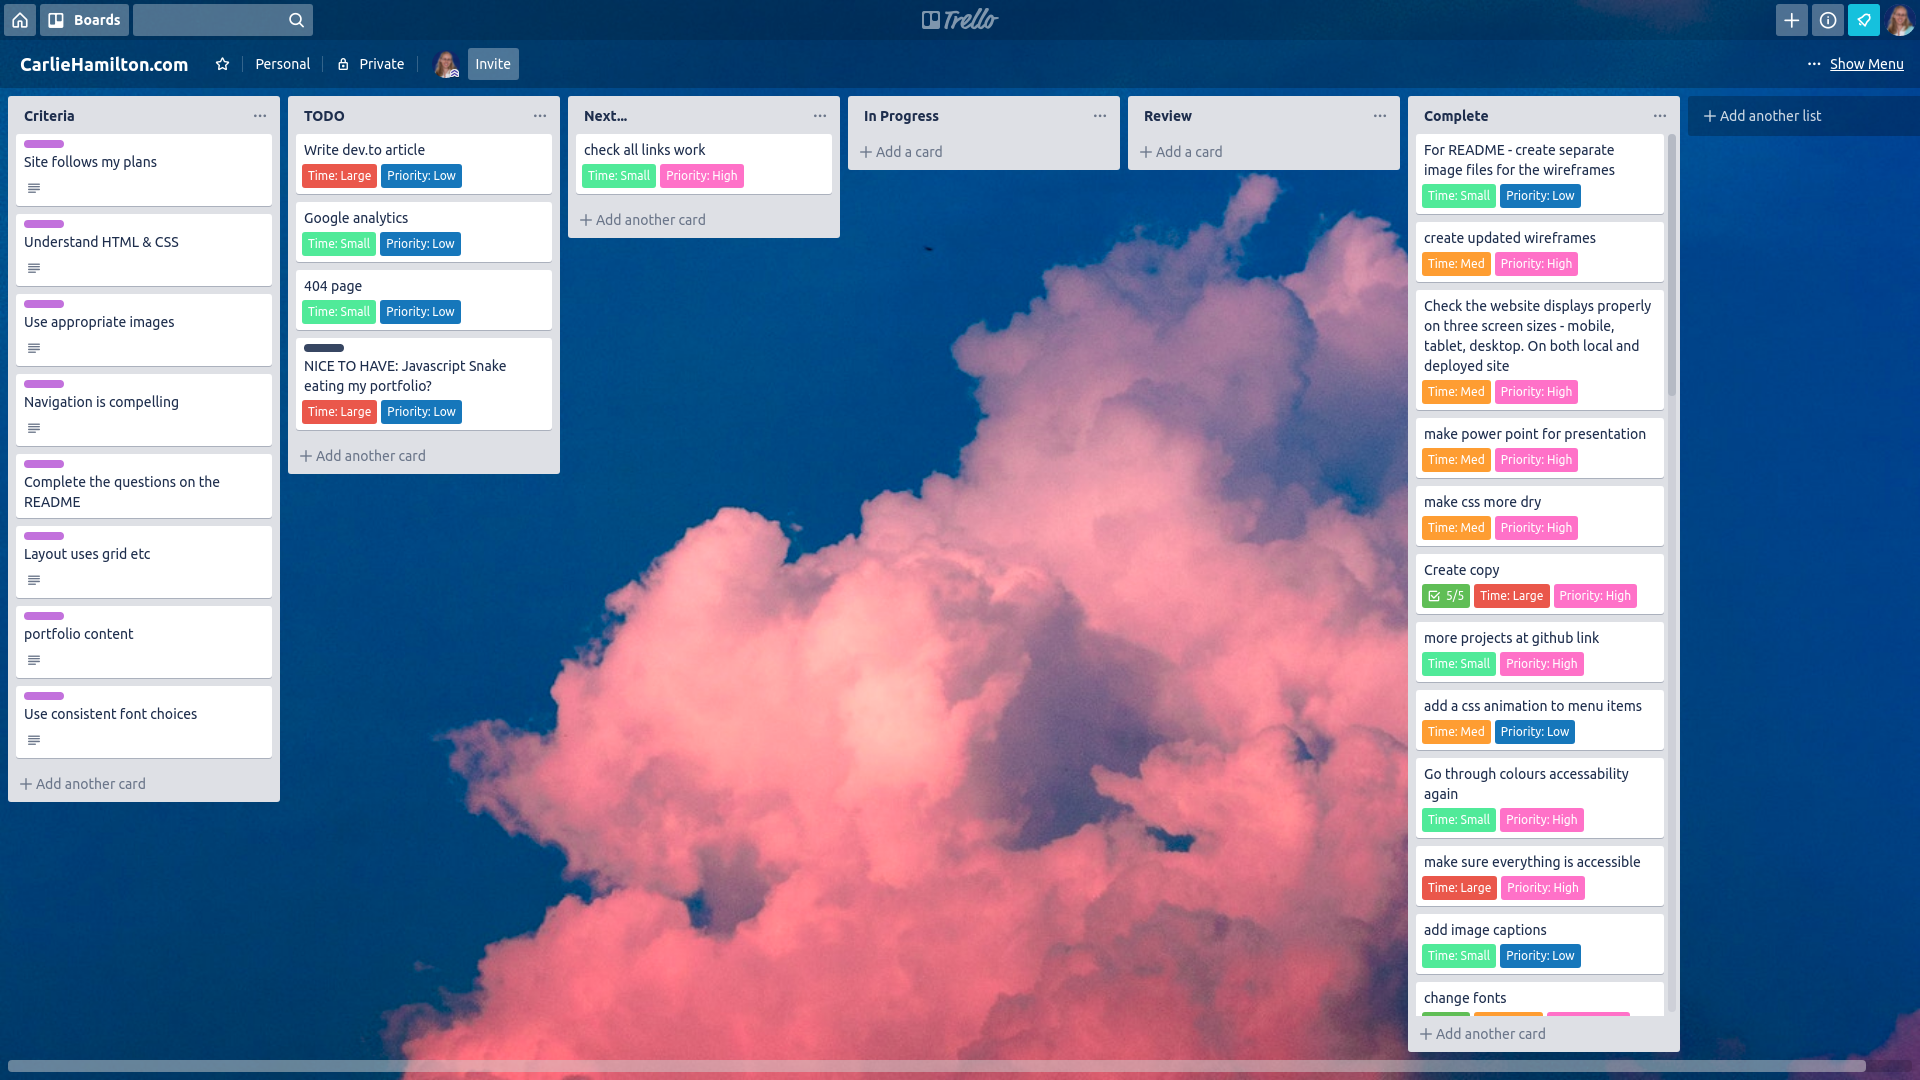 Boards
Trello
CarlieHamilton.com
Personal
Private
Invite
Show Menu
Criteria
Site follows my plans
Understand HTML & CSS
Use appropriate images
Navigation is compelling
Complete the questions on the
README
Layout uses grid etc
portfolio content
Use consistent font choices
Add another card
TODO
Write dev.to article
Time: Large Priority: Low
Google analytics
Time: Small Priority: Low
404 page
Time: Small Priority: Low
NICE TO HAVE: Javascript Snake
eating my portfolio?
Time: Large Priority: Low
Add another card
Next...
check all links work
Time: Small Priority: High
Add another card
In Progress
Add a card
Review
Add a card
Complete
For README - create separate
image files for the wireframes
Time: Small Priority: Low
create updated wireframes
Time: Med Priority: High
Check the website displays properly
on three screen sizes - mobile,
tablet, desktop. On both local and
deployed site
Time: Med Priority: High
make power point for presentation
Time: Med Priority: High
make css more dry
Time: Med Priority: High
Create copy
5/5 Time: Large Priority: High
more projects at github link
Time: Small Priority: High
add a css animation to menu items
Time: Med Priority: Low
Go through colours accessability
again
Time: Small Priority: High
make sure everything is accessible
Time: Large Priority: High
add image captions
Time: Small Priority: Low
change fonts
Add another card
Add another list